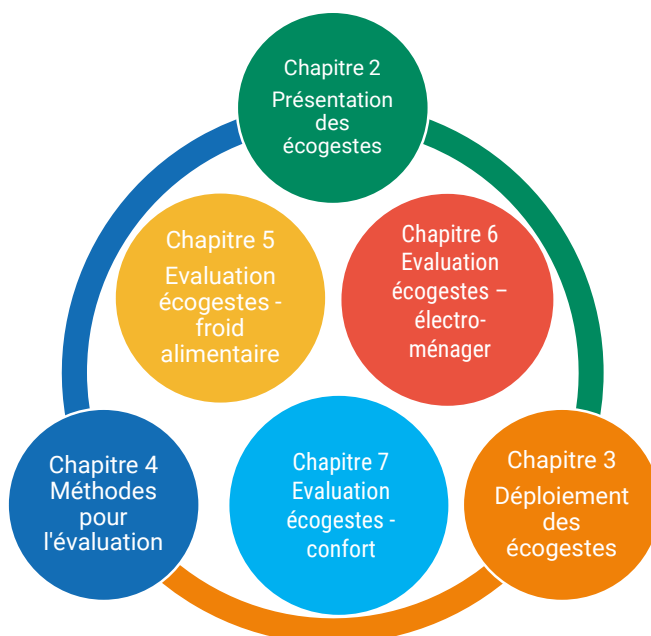 Chapitre 2
Présentation
des
écogestes
Chapitre 5
Evaluation
écogestes -
froid
alimentaire
Chapitre 6
Evaluation
écogestes –
électro-
ménager
Chapitre 4
Méthodes
pour
l'évaluation
Chapitre 7
Evaluation
écogestes -
confort
Chapitre 3
Déploiement
des
écogestes